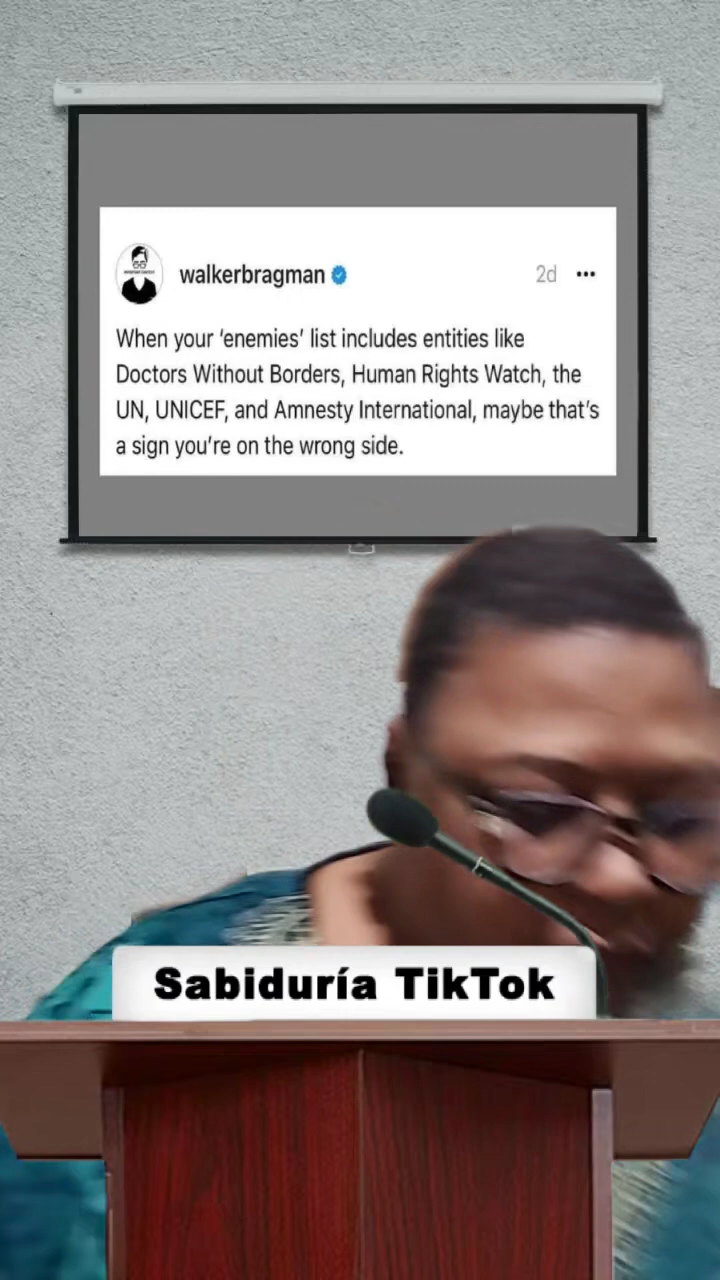 walkerbragman 2d
When your ‘enemies’ list includes entities like
Doctors Without Borders, Human Rights Watch, the
UN, UNICEF, and Amnesty International, maybe that’s
a sign you’re on the wrong side.
Sabiduría TikTok